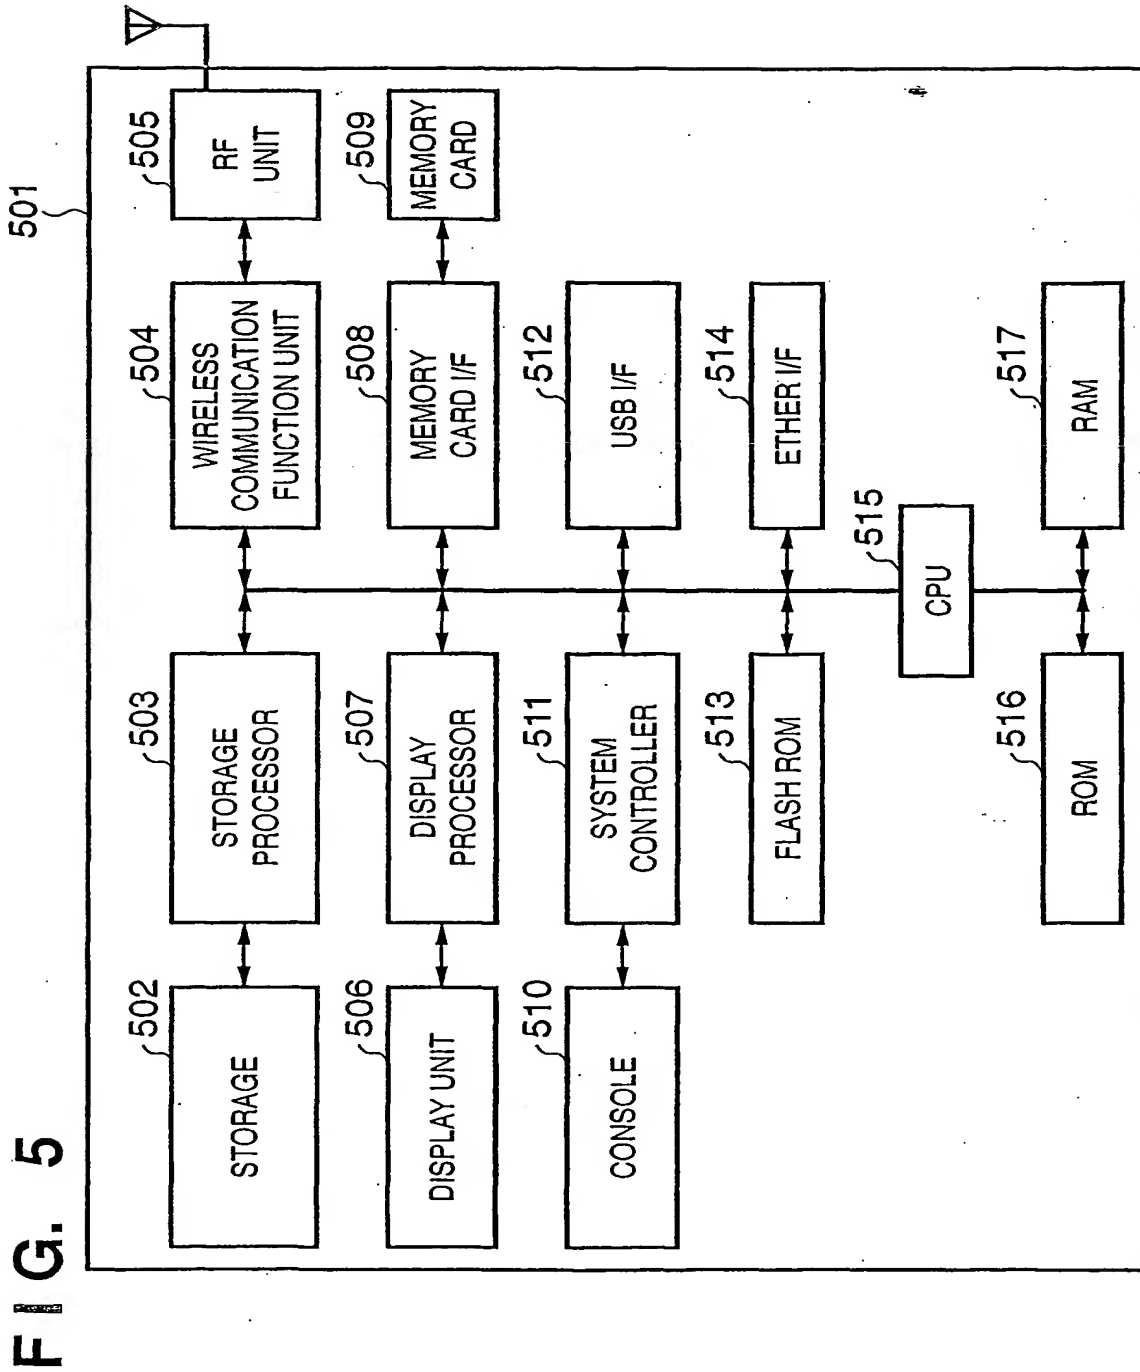 FIG. 5
501
502
STORAGE
503
STORAGE
PROCESSOR
504
WIRELESS
COMMUNICATION
FUNCTION UNIT
505
RF
UNIT
506
DISPLAY UNIT
507
DISPLAY
PROCESSOR
508
MEMORY
CARD I/F
509
MEMORY
CARD
510
CONSOLE
511
SYSTEM
CONTROLLER
512
USB I/F
513
FLASH ROM
514
ETHER I/F
515
CPU
516
ROM
517
RAM